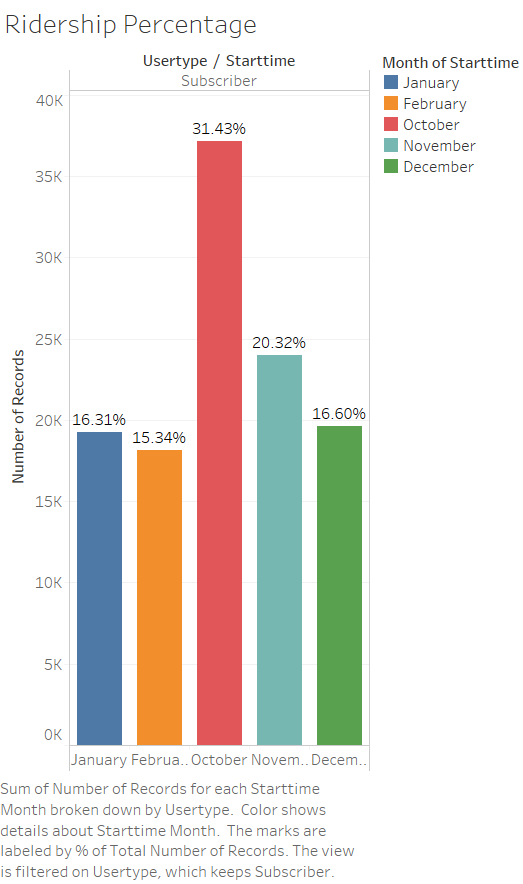 Ridership Percentage
Usertype / Starttime
Subscriber
Month of Starttime
January
February
October
November
December
40K
35K
30K
25K
20K
15K
10K
5K
0K
Number of Records
16.31%
15.34%
31.43%
20.32%
16.60%
January Februa.. October Novem.. Decem..
Sum of Number of Records for each Starttime
Month broken down by Usertype.  Color shows
details about Starttime Month.  The marks are
labeled by % of Total Number of Records. The view
is filtered on Usertype, which keeps Subscriber.